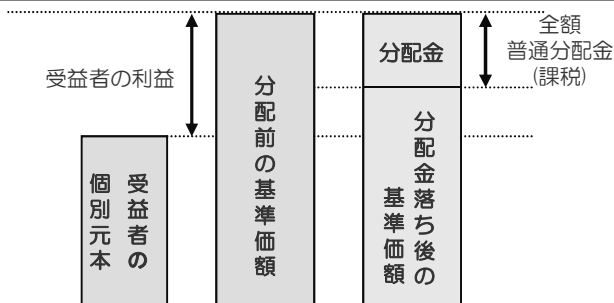 受益者の利益
受益者の
個別元本
分配前の基準価額
分配金
分配金落ち後の
基準価額
全額
普通分配金
(課税)